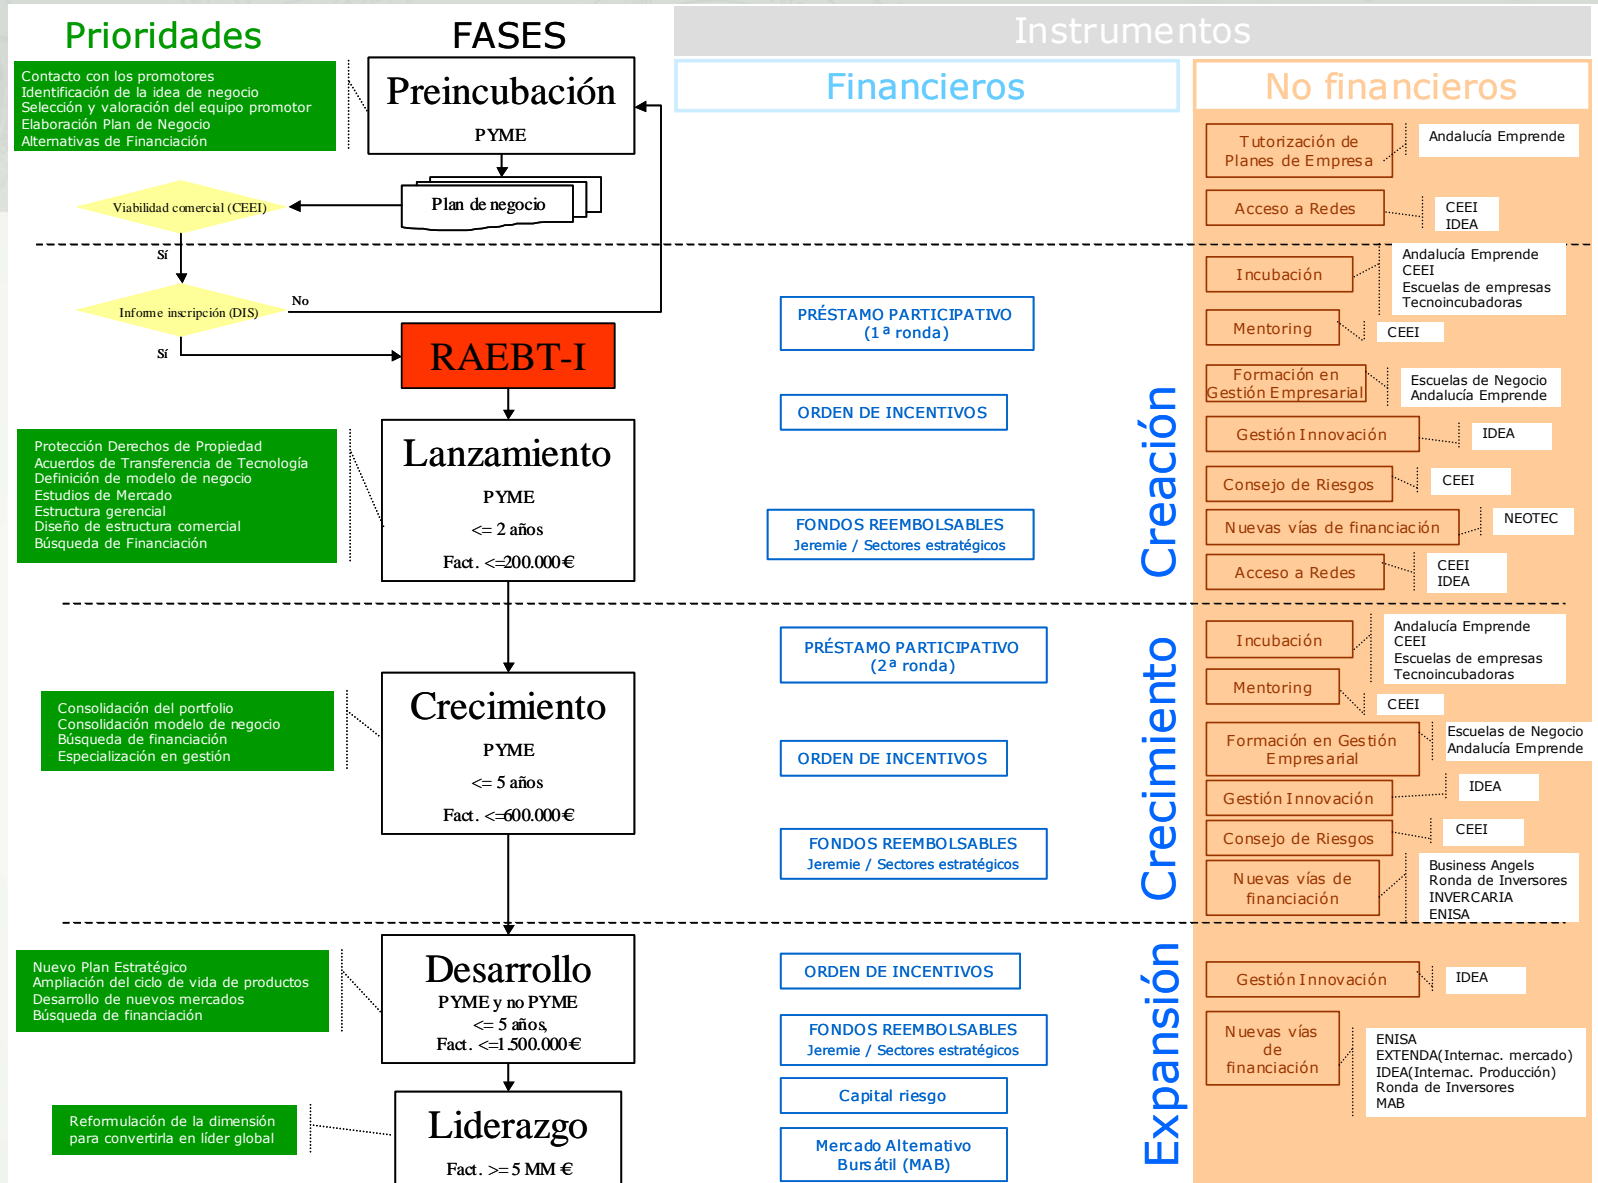 Prioridades
FASES
Instrumentos
Financieros
No financieros
Contacto con los promotores
Identificación de la idea de negocio
Selección y valoración del equipo promotor
Elaboración Plan de Negocio
Alternativas de Financiación
Preincubación
PYME
Plan de negocio
Viabilidad comercial (CEEI)
Sí
Informe inscripción (DIS)
No
Sí
RAEBT-I
Tutorización de
Planes de Empresa
Andalucía Emprende
Acceso a Redes
CEEI
IDEA
Protección Derechos de Propiedad
Acuerdos de Transferencia de Tecnología
Definición de modelo de negocio
Estudios de Mercado
Estructura gerencial
Diseño de estructura comercial
Búsqueda de Financiación
Lanzamiento
PYME
<= 2 años
Fact. <=200.000€
PRÉSTAMO PARTICIPATIVO
(1ª ronda)
ORDEN DE INCENTIVOS
FONDOS REEMBOLSABLES
Jeremie / Sectores estratégicos
Creación
Incubación
Andalucía Emprende
CEEI
Escuelas de empresas
Tecnoincubadoras
Mentoring
CEEI
Formación en
Gestión Empresarial
Escuelas de Negocio
Andalucía Emprende
Gestión Innovación
IDEA
Consejo de Riesgos
CEEI
Nuevas vías de financiación
NEOTEC
Acceso a Redes
CEEI
IDEA
Consolidación del portfolio
Consolidación modelo de negocio
Búsqueda de financiación
Especialización en gestión
Crecimiento
PYME
<= 5 años
Fact. <=600.000€
PRÉSTAMO PARTICIPATIVO
(2ª ronda)
ORDEN DE INCENTIVOS
FONDOS REEMBOLSABLES
Jeremie / Sectores estratégicos
Crecimiento
Incubación
Andalucía Emprende
CEEI
Escuelas de empresas
Tecnoincubadoras
Mentoring
CEEI
Formación en Gestión
Empresarial
Escuelas de Negocio
Andalucía Emprende
Gestión Innovación
IDEA
Consejo de Riesgos
CEEI
Nuevas vías de
financiación
Business Angels
Ronda de Inversores
INVERCARIA
ENISA
Nuevo Plan Estratégico
Ampliación del ciclo de vida de productos
Desarrollo de nuevos mercados
Búsqueda de financiación
Desarrollo
PYME y no PYME
<= 5 años,
Fact. <=1.500.000€
ORDEN DE INCENTIVOS
FONDOS REEMBOLSABLES
Jeremie / Sectores estratégicos
Capital riesgo
Mercado Alternativo
Bursátil (MAB)
Expansión
Gestión Innovación
IDEA
Nuevas vías
de
financiación
ENISA
EXTENDA(Internac. mercado)
IDEA(Internac. Producción)
Ronda de Inversores
MAB
Reformulación de la dimensión
para convertirla en líder global
Liderazgo
Fact. >= 5 MM €